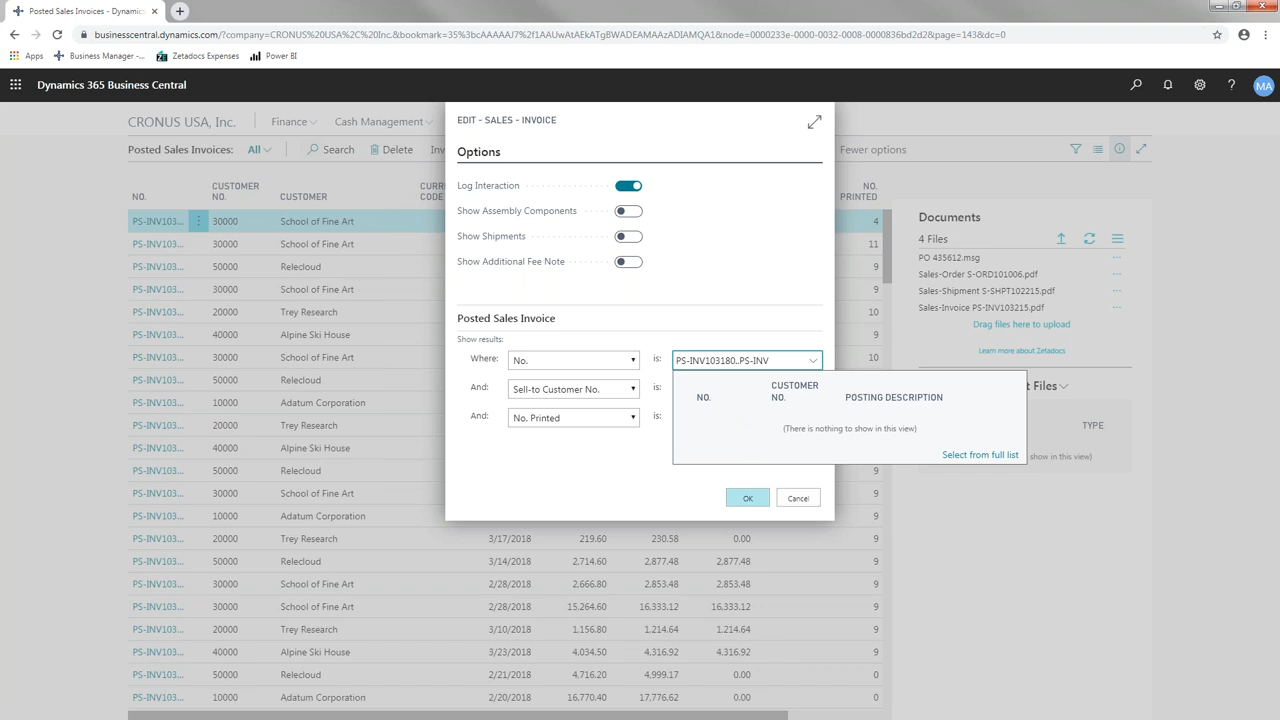 Posted Sales Invoices - Dynamics
businesscentral.dynamics.com/?company=CRONUS%20USA%2C%20Inc.&bookmark=35%3bcAAAAAJ7%2f1AAUwAtAEkATgBWADEAMAAzADIAMQA1&node=0000233e-0000-0032-0008-0000836bd2d2&page=143&dc=0
Apps Business Manager -... Zetadocs Expenses Power BI
Dynamics 365 Business Central MA
CRONUS USA, Inc. Finance Cash Management
Posted Sales Invoices: All Search Delete Inv Fewer options
NO. CUSTOMER NO. CUSTOMER CURR CODE NO. PRINTED
PS-INV103... 30000 School of Fine Art 4
PS-INV103... 30000 School of Fine Art 11
PS-INV103... 50000 Relecloud 9
PS-INV103... 30000 School of Fine Art 9
PS-INV103... 20000 Trey Research 10
PS-INV103... 40000 Alpine Ski House 9
PS-INV103... 30000 School of Fine Art 10
PS-INV103... 50000 Relecloud
PS-INV103... 10000 Adatum Corporation
PS-INV103... 20000 Trey Research
PS-INV103... 40000 Alpine Ski House
PS-INV103... 50000 Relecloud 9
PS-INV103... 30000 School of Fine Art 9
PS-INV103... 10000 Adatum Corporation 9
PS-INV103... 20000 Trey Research 3/17/2018 219.60 230.58 0.00 9
PS-INV103... 50000 Relecloud 3/14/2018 2,714.60 2,877.48 2,877.48 9
PS-INV103... 30000 School of Fine Art 2/28/2018 2,666.80 2,853.48 2,853.48 9
PS-INV103... 30000 School of Fine Art 2/28/2018 15,264.60 16,333.12 16,333.12 9
PS-INV103... 20000 Trey Research 3/10/2018 1,156.80 1,214.64 1,214.64 9
PS-INV103... 40000 Alpine Ski House 3/23/2018 4,034.50 4,316.92 4,316.92 9
PS-INV103... 50000 Relecloud 2/21/2018 4,716.20 4,999.17 0.00 0
PS-INV103... 10000 Adatum Corporation 2/20/2018 16,770.40 17,776.62 0.00 0
EDIT - SALES - INVOICE
Options
Log Interaction
Show Assembly Components
Show Shipments
Show Additional Fee Note
Posted Sales Invoice
Show results:
Where: No. is: PS-INV103180..PS-INV
And: Sell-to Customer No. is:
And: No. Printed is:
NO. CUSTOMER NO. POSTING DESCRIPTION
(There is nothing to show in this view)
Select from full list
OK Cancel
Documents
4 Files
PO 435612.msg
Sales-Order S-ORD101006.pdf
Sales-Shipment S-SHPT102215.pdf
Sales-Invoice PS-INV103215.pdf
Drag files here to upload
Learn more about Zetadocs
t Files
TYPE
show in this view)